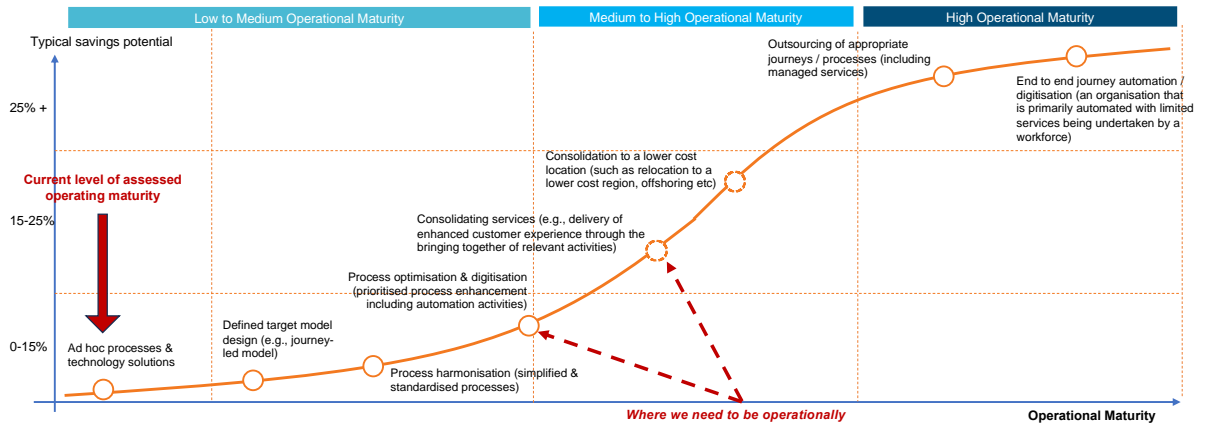 Low to Medium Operational Maturity
Medium to High Operational Maturity
High Operational Maturity
Typical savings potential
25% +
15-25%
0-15%
Current level of assessed
operating maturity
Ad hoc processes &
technology solutions
Defined target model
design (e.g., journey-
led model)
Process harmonisation (simplified &
standardised processes)
Process optimisation & digitisation
(prioritised process enhancement
including automation activities)
Consolidating services (e.g., delivery of
enhanced customer experience through the
bringing together of relevant activities)
Consolidation to a lower cost
location (such as relocation to a
lower cost region, offshoring etc)
Outsourcing of appropriate
journeys / processes (including
managed services)
End to end journey automation /
digitisation (an organisation that
is primarily automated with limited
services being undertaken by a
workforce)
Where we need to be operationally
Operational Maturity